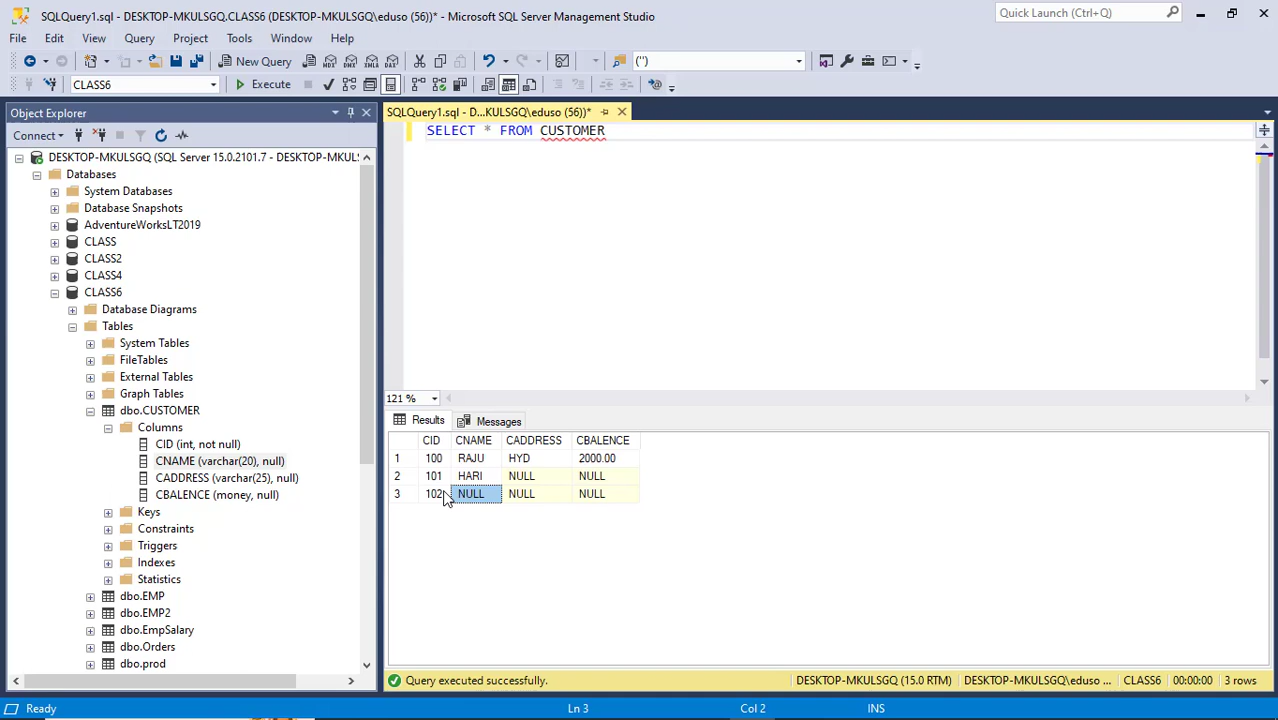 SQLQuery1.sql - DESKTOP-MKULSGQ.CLASS6 (DESKTOP-MKULSGQ\eduso (56))* - Microsoft SQL Server Management Studio
Quick Launch (Ctrl+Q)
File Edit View Query Project Tools Window Help
New Query
MDX DMX XMLA DAX
(")
CLASS6
Execute
Object Explorer
Connect
DESKTOP-MKULSGQ (SQL Server 15.0.2101.7 - DESKTOP-MKUL
Databases
System Databases
Database Snapshots
AdventureWorksLT2019
CLASS
CLASS2
CLASS4
CLASS6
Database Diagrams
Tables
System Tables
FileTables
External Tables
Graph Tables
dbo.CUSTOMER
Columns
CID (int, not null)
CNAME (varchar(20), null)
CADDRESS (varchar(25), null)
CBALENCE (money, null)
Keys
Constraints
Triggers
Indexes
Statistics
dbo.EMP
dbo.EMP2
dbo.EmpSalary
dbo.Orders
dbo.prod
SQLQuery1.sql - D...KULSGQ\eduso (56))*
SELECT * FROM CUSTOMER
121 %
Results Messages
CID CNAME CADDRESS CBALENCE
1 100 RAJU HYD 2000.00
2 101 HARI NULL NULL
3 102 NULL NULL NULL
Query executed successfully.
DESKTOP-MKULSGQ (15.0 RTM) DESKTOP-MKULSGQ\eduso ... CLASS6 00:00:00 3 rows
Ready
Ln 3 Col 2 INS